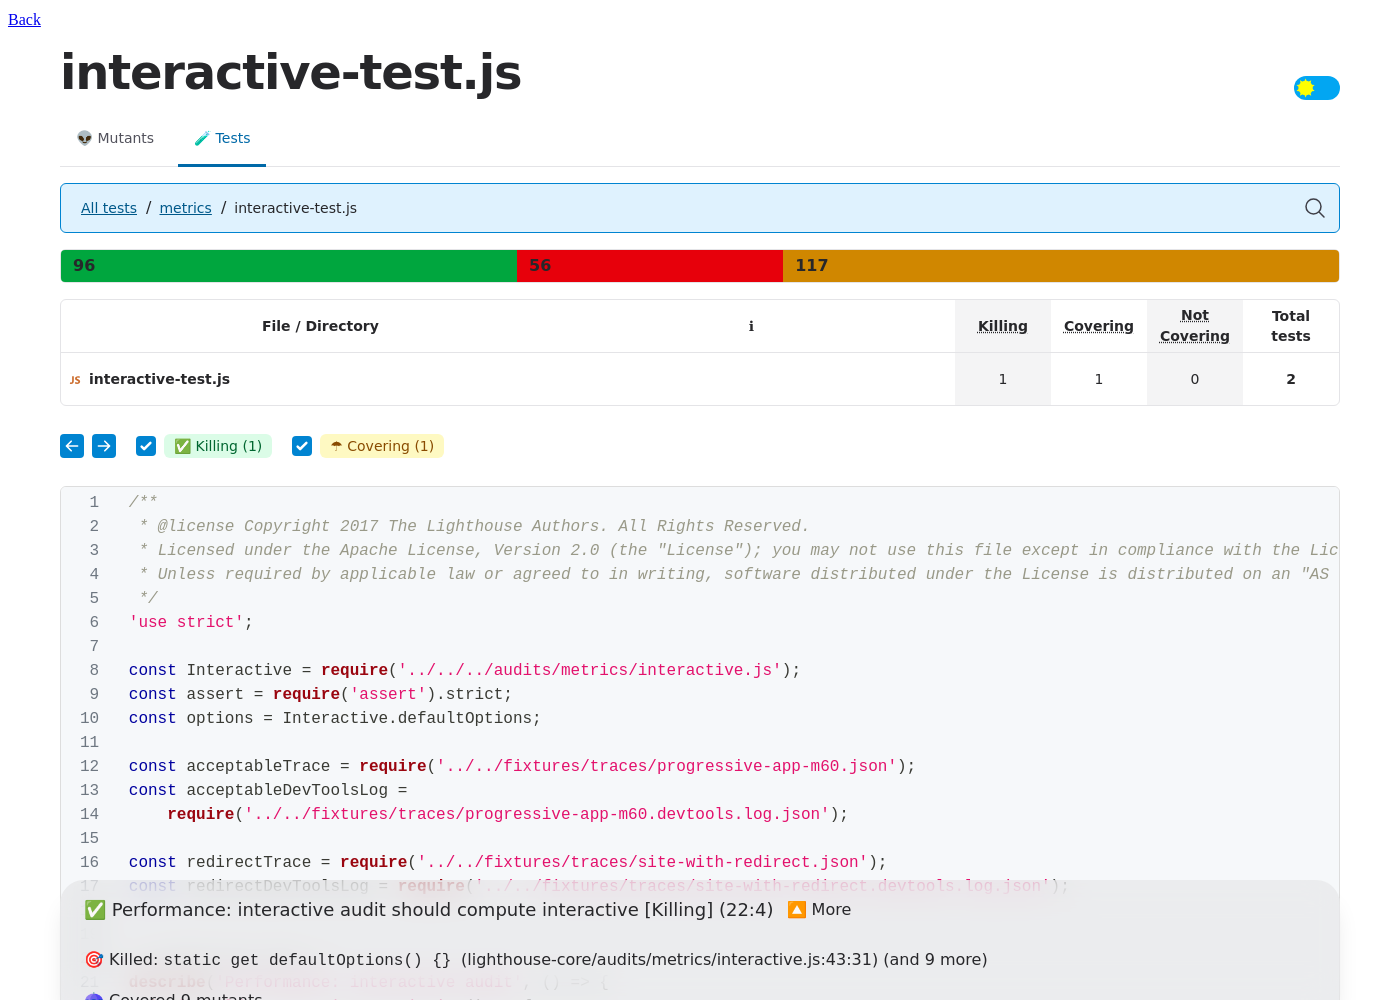 Back
interactive-test.js
👽 Mutants 🧪 Tests
All tests / metrics / interactive-test.js
96 56 117
File / Directory ℹ Killing Covering Not Covering Total tests
JS interactive-test.js 1 1 0 2
✅ Killing (1) ☂ Covering (1)
1 /**
2  * @license Copyright 2017 The Lighthouse Authors. All Rights Reserved.
3  * Licensed under the Apache License, Version 2.0 (the "License"); you may not use this file except in compliance with the Lic
4  * Unless required by applicable law or agreed to in writing, software distributed under the License is distributed on an "AS
5  */
6 'use strict';
7
8 const Interactive = require('../../../audits/metrics/interactive.js');
9 const assert = require('assert').strict;
10 const options = Interactive.defaultOptions;
11
12 const acceptableTrace = require('../../fixtures/traces/progressive-app-m60.json');
13 const acceptableDevToolsLog =
14     require('../../fixtures/traces/progressive-app-m60.devtools.log.json');
15
16 const redirectTrace = require('../../fixtures/traces/site-with-redirect.json');
17 const redirectDevToolsLog = require('../../fixtures/traces/site-with-redirect.devtools.log.json');
✅ Performance: interactive audit should compute interactive [Killing] (22:4) 🔼 More
🎯 Killed: static get defaultOptions() {} (lighthouse-core/audits/metrics/interactive.js:43:31) (and 9 more)
21 describe('Performance: interactive audit', () => {
Covered 9 mutants